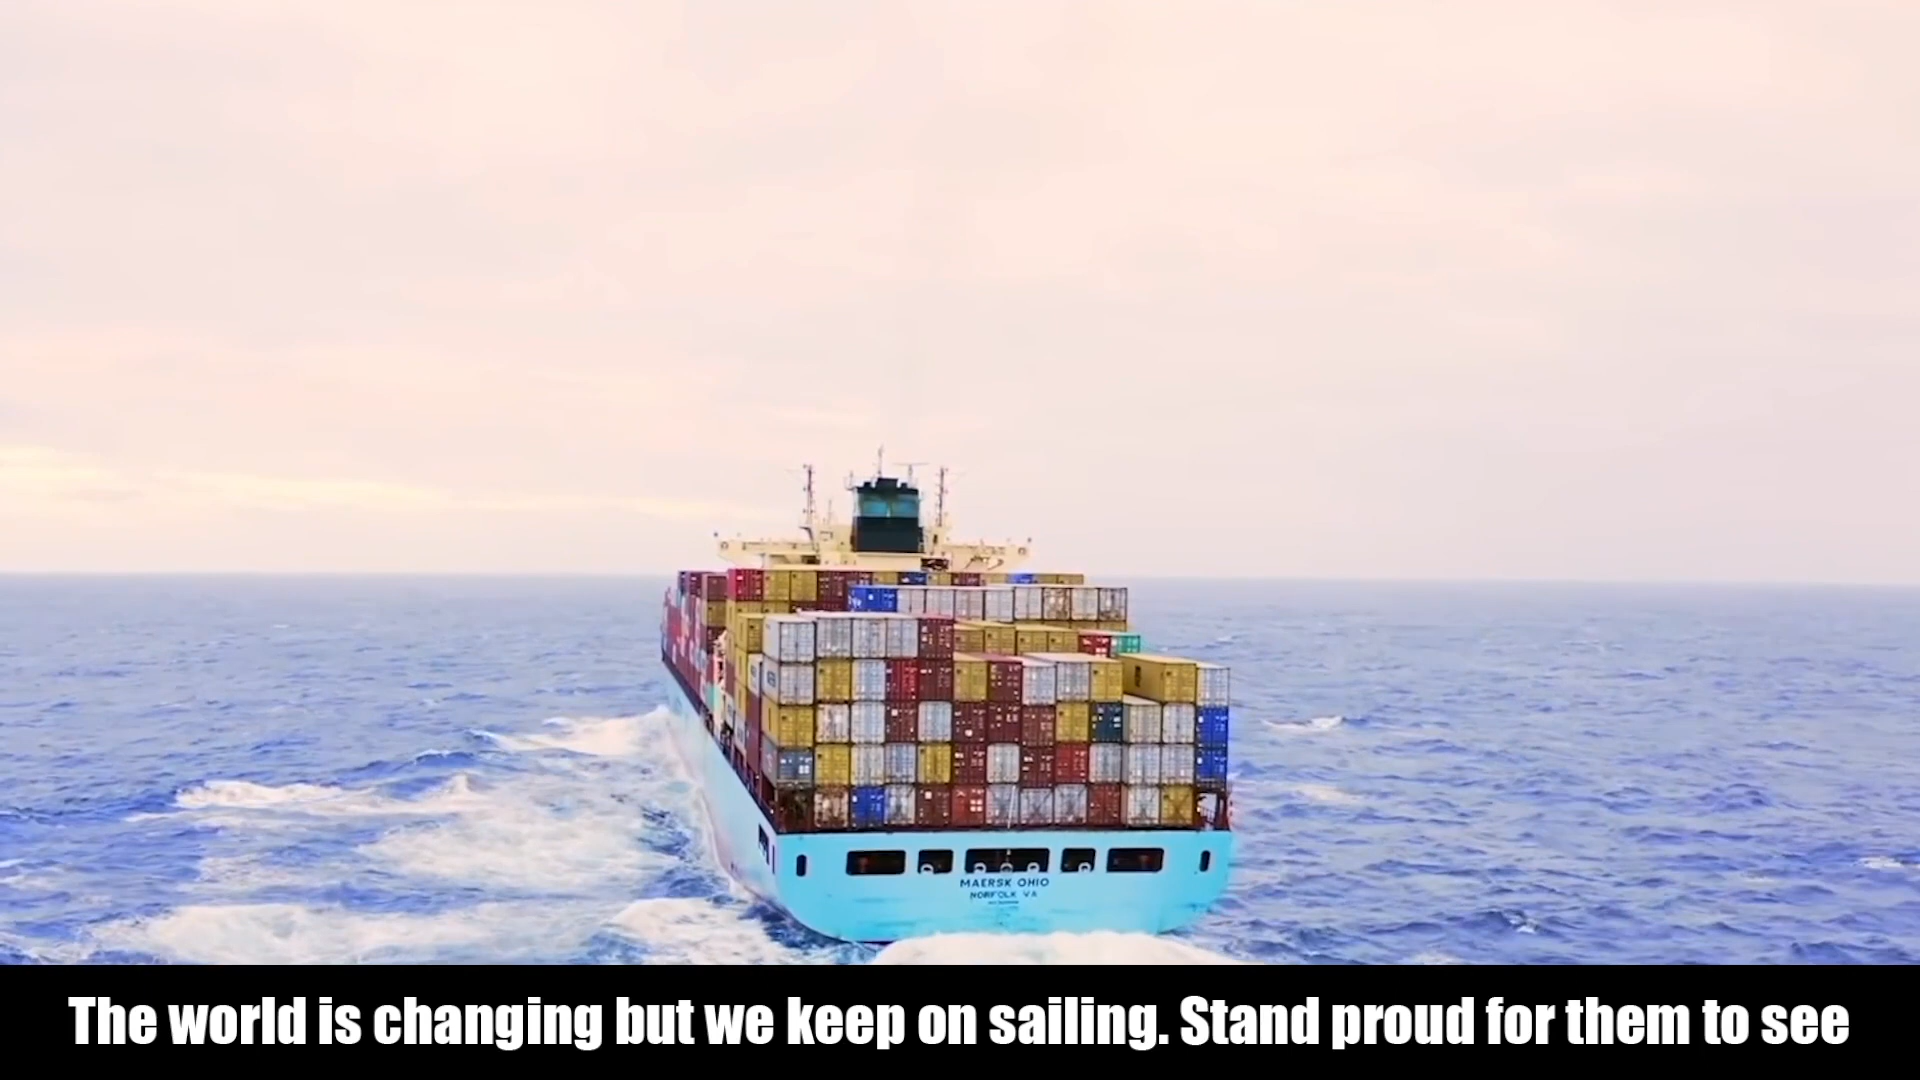 MAERSK OHIO
NORFOLK VA
The world is changing but we keep on sailing. Stand proud for them to see